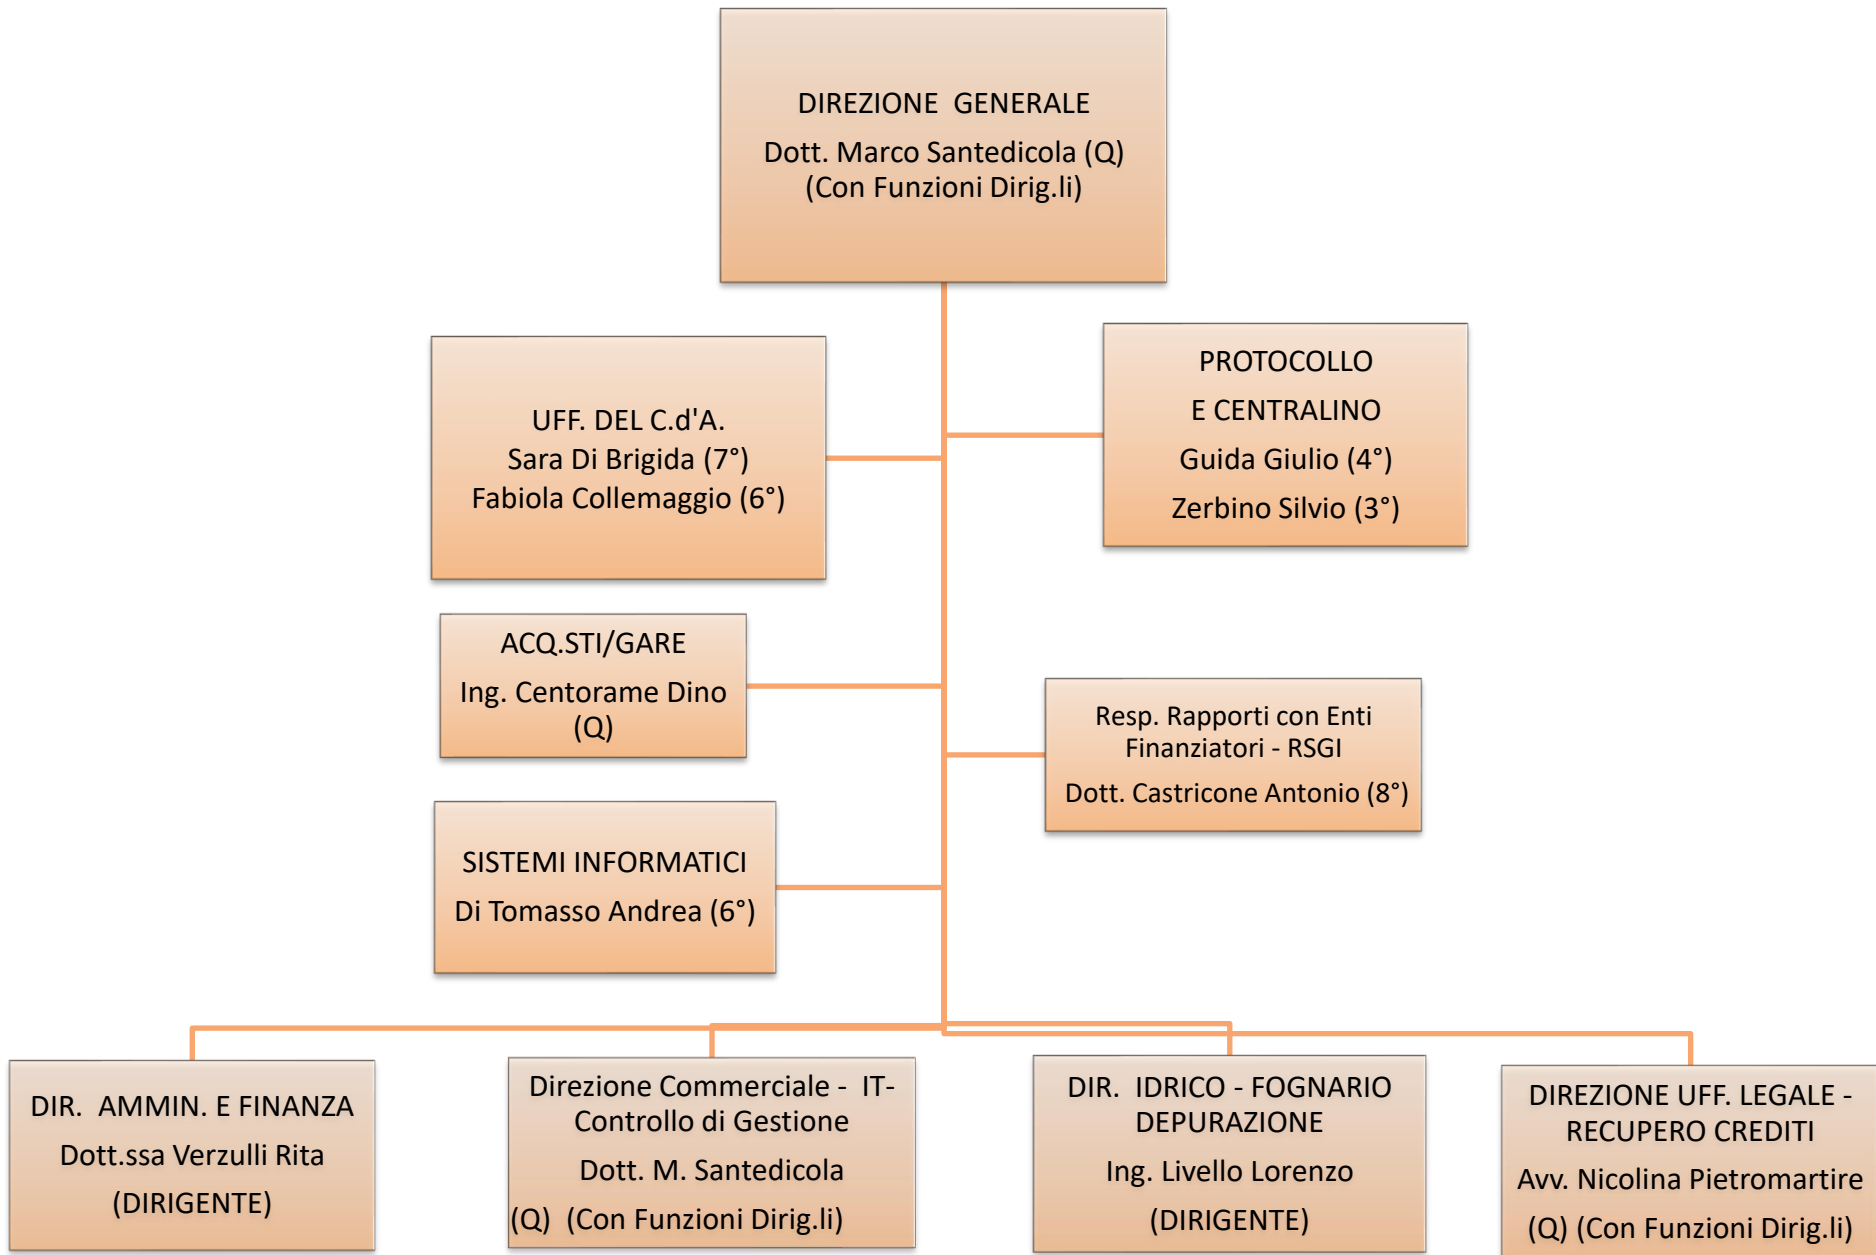 DIREZIONE  GENERALE
Dott. Marco Santedicola (Q)
(Con Funzioni Dirig.li)
UFF. DEL C.d'A.
Sara Di Brigida (7°)
Fabiola Collemaggio (6°)
PROTOCOLLO
E CENTRALINO
Guida Giulio (4°)
Zerbino Silvio (3°)
ACQ.STI/GARE
Ing. Centorame Dino
(Q)
Resp. Rapporti con Enti
Finanziatori - RSGI
Dott. Castricone Antonio (8°)
SISTEMI INFORMATICI
Di Tomasso Andrea (6°)
DIR.  AMMIN. E FINANZA
Dott.ssa Verzulli Rita
(DIRIGENTE)
Direzione Commerciale -  IT-
Controllo di Gestione
Dott. M. Santedicola
(Q)  (Con Funzioni Dirig.li)
DIR.  IDRICO - FOGNARIO
DEPURAZIONE
Ing. Livello Lorenzo
(DIRIGENTE)
DIREZIONE UFF. LEGALE -
RECUPERO CREDITI
Avv. Nicolina Pietromartire
(Q) (Con Funzioni Dirig.li)